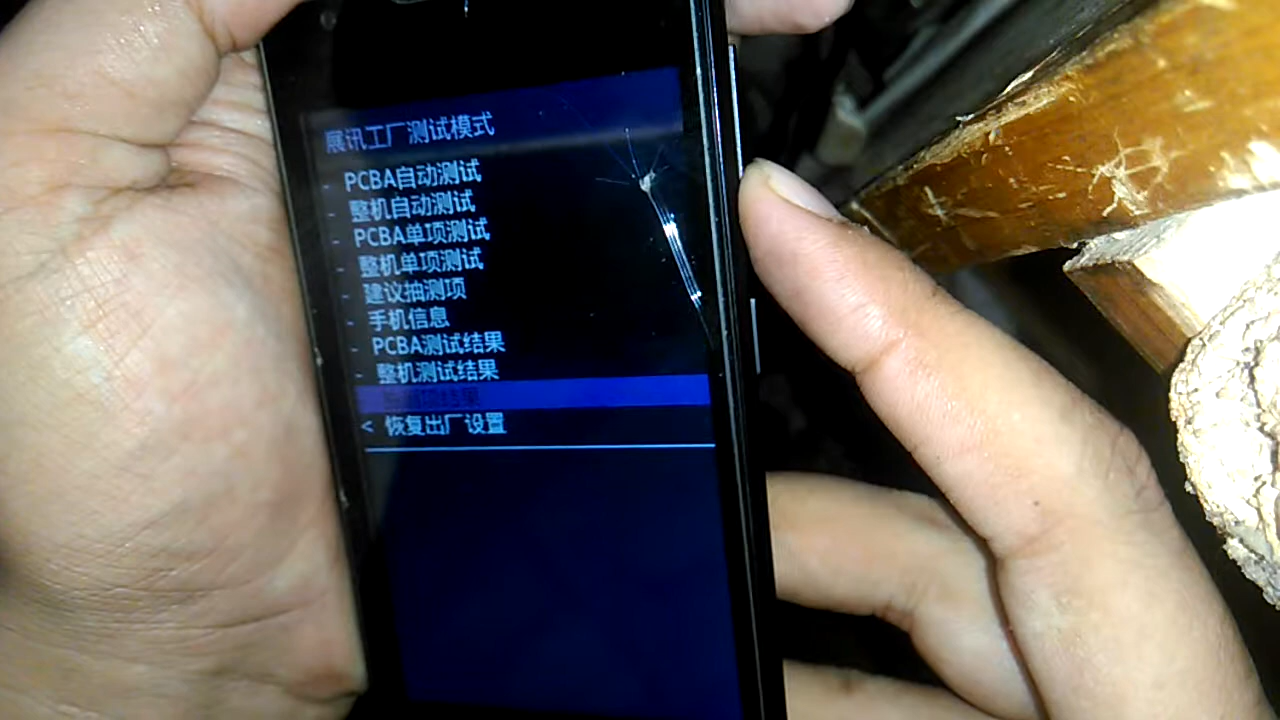 展讯工厂测试模式
- PCBA自动测试
- 整机自动测试
- PCBA单项测试
- 整机单项测试
- 建议抽测项
- 手机信息
- PCBA测试结果
- 整机测试结果
结果
< 恢复出厂设置